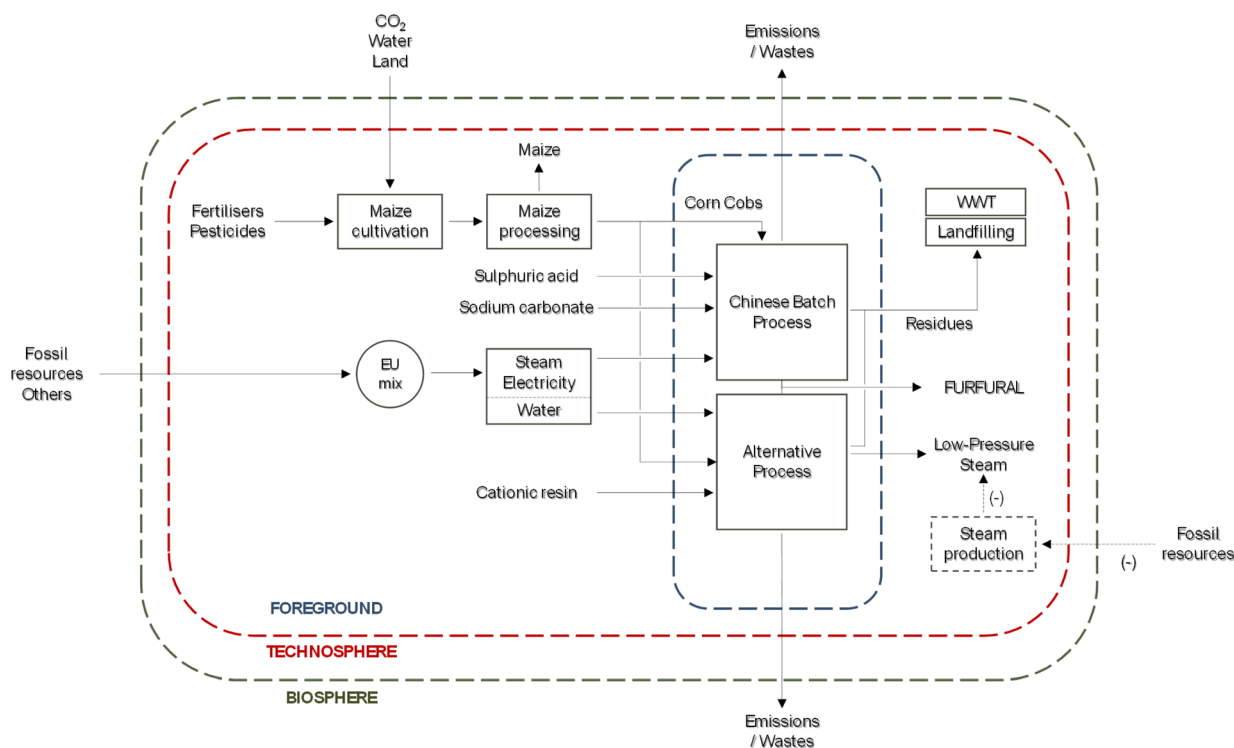 CO₂
Water
Land
Emissions
/ Wastes
Maize
Fertilisers
Pesticides
Maize
cultivation
Maize
processing
Corn Cobs
WWT
Landfilling
Sulphuric acid
Sodium carbonate
Chinese Batch
Process
Residues
Fossil
resources
Others
EU
mix
Steam
Electricity
Water
FURFURAL
Alternative
Process
Low-Pressure
Steam
Cationic resin
(-)
Steam
production
(-)
Fossil
resources
FOREGROUND
TECHNOSPHERE
BIOSPHERE
Emissions
/ Wastes